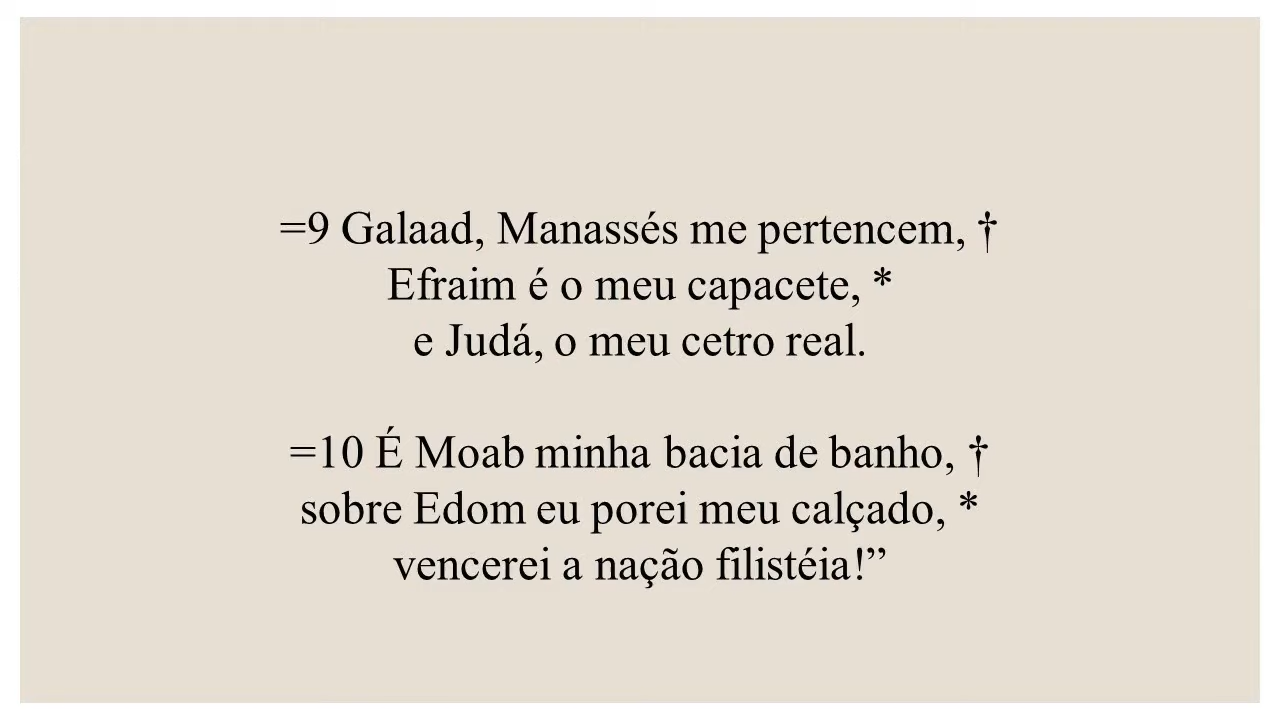 =9 Galaad, Manassés me pertencem, †
Efraim é o meu capacete, *
e Judá, o meu cetro real.
=10 É Moab minha bacia de banho, †
sobre Edom eu porei meu calçado, *
vencerei a nação filistéia!”